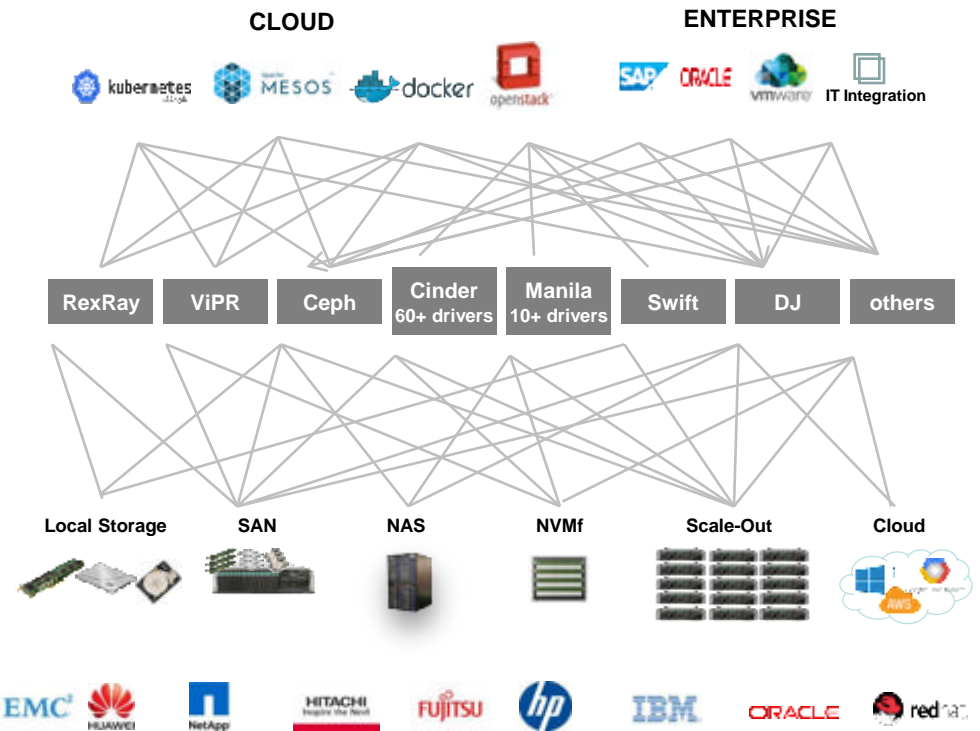 CLOUD
ENTERPRISE
kubernetes
MESOS
docker
openstack
SAP
ORACLE
vmware
IT Integration
RexRay
ViPR
Ceph
Cinder
60+ drivers
Manila
10+ drivers
Swift
DJ
others
Local Storage
SAN
NAS
NVMf
Scale-Out
Cloud
AWS
EMC²
HUAWEI
NetApp
HITACHI
Inspire the Next
FUJITSU
hp
IBM
ORACLE
redhat